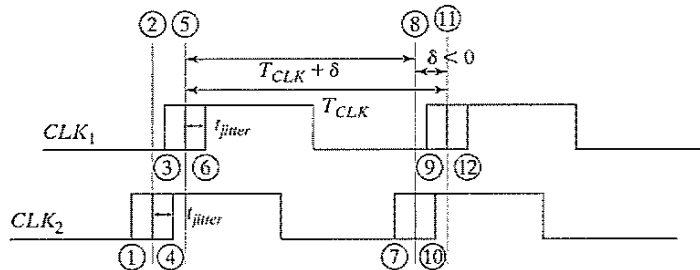 ② ⑤ ⑧ ⑪
δ < 0
T_CLK + δ
T_CLK
CLK₁ t_jitter
③ ⑥ ⑨ ⑫
CLK₂ t_jitter
① ④ ⑦ ⑩